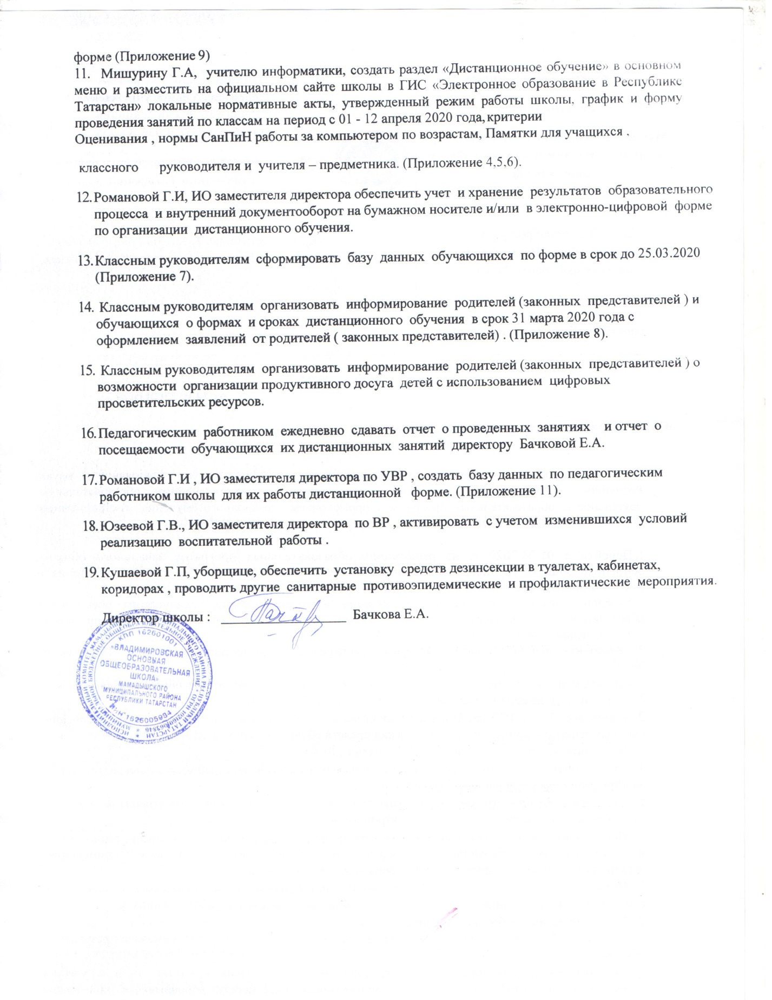 форме (Приложение 9)
11. Мишурину Г.А, учителю информатики, создать раздел «Дистанционное обучение» в основном
меню и разместить на официальном сайте школы в ГИС «Электронное образование в Республике
Татарстан» локальные нормативные акты, утвержденный режим работы школы, график и форму
проведения занятий по классам на период с 01 - 12 апреля 2020 года, критерии
Оценивания , нормы СанПиН работы за компьютером по возрастам, Памятки для учащихся .
классного руководителя и учителя – предметника. (Приложение 4,5,6).
12. Романовой Г.И, ИО заместителя директора обеспечить учет и хранение результатов образовательного
процесса и внутренний документооборот на бумажном носителе и/или в электронно-цифровой форме
по организации дистанционного обучения.
13. Классным руководителям сформировать базу данных обучающихся по форме в срок до 25.03.2020
(Приложение 7).
14. Классным руководителям организовать информирование родителей (законных представителей ) и
обучающихся о формах и сроках дистанционного обучения в срок 31 марта 2020 года с
оформлением заявлений от родителей ( законных представителей) . (Приложение 8).
15. Классным руководителям организовать информирование родителей (законных представителей ) о
возможности организации продуктивного досуга детей с использованием цифровых
просветительских ресурсов.
16. Педагогическим работником ежедневно сдавать отчет о проведенных занятиях и отчет о
посещаемости обучающихся их дистанционных занятий директору Бачковой Е.А.
17. Романовой Г.И , ИО заместителя директора по УВР , создать базу данных по педагогическим
работником школы для их работы дистанционной форме. (Приложение 11).
18. Юзеевой Г.В., ИО заместителя директора по ВР , активировать с учетом изменившихся условий
реализацию воспитательной работы .
19. Кушаевой Г.П, уборщице, обеспечить установку средств дезинсекции в туалетах, кабинетах,
коридорах , проводить другие санитарные противоэпидемические и профилактические мероприятия.
Директор школы : Бачкова Е.А.
КПП 162601001
«ВЛАДИМИРОВСКАЯ
ОСНОВНАЯ
ОБЩЕОБРАЗОВАТЕЛЬНАЯ
ШКОЛА»
МАМАДЫШСКОГО
МУНИЦИПАЛЬНОГО РАЙОНА
РЕСПУБЛИКИ ТАТАРСТАН
ИНН 1626005984